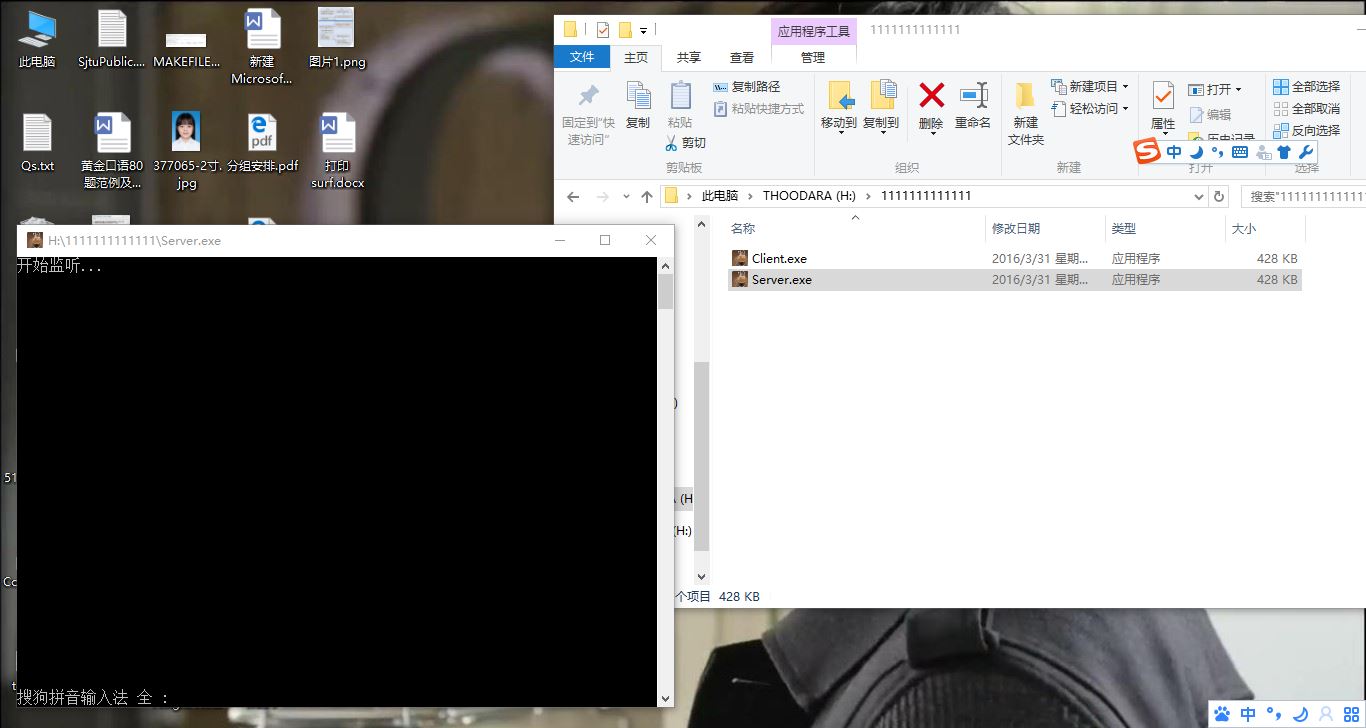 此电脑
SjtuPublic....
MAKEFILE...
新建
Microsof...
图片1.png
Qs.txt
黄金口语80
题范例及...
377065-2寸.
jpg
分组安排.pdf
打印
surf.docx
应用程序工具
1111111111111
文件
主页
共享
查看
管理
固定到“快
速访问”
复制
粘贴
复制路径
粘贴快捷方式
剪切
剪贴板
移动到
复制到
删除
重命名
组织
新建
文件夹
新建项目
轻松访问
新建
属性
打开
编辑
历史记录
打开
全部选择
全部取消
反向选择
选择
中
此电脑
THOODARA (H:)
1111111111111
搜索"1111111111111
名称
修改日期
类型
大小
Client.exe
2016/3/31 星期...
应用程序
428 KB
Server.exe
2016/3/31 星期...
应用程序
428 KB
H:\1111111111111\Server.exe
开始监听...
搜狗拼音输入法 全 :
(H
(H:)
51
个项目
428 KB
中